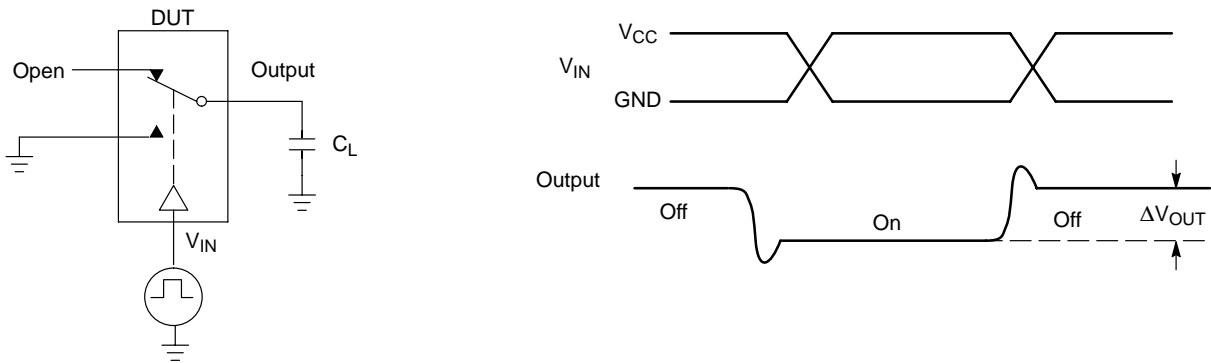 DUT
Open
Output
C_L
V_IN
V_CC
V_IN
GND
Output
Off
On
Off
ΔV_OUT